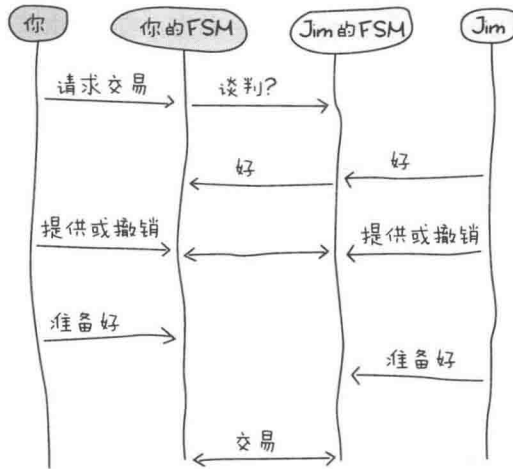 你
你的FSM
Jim的FSM
Jim
请求交易
谈判?
好
好
提供或撤销
提供或撤销
准备好
准备好
交易